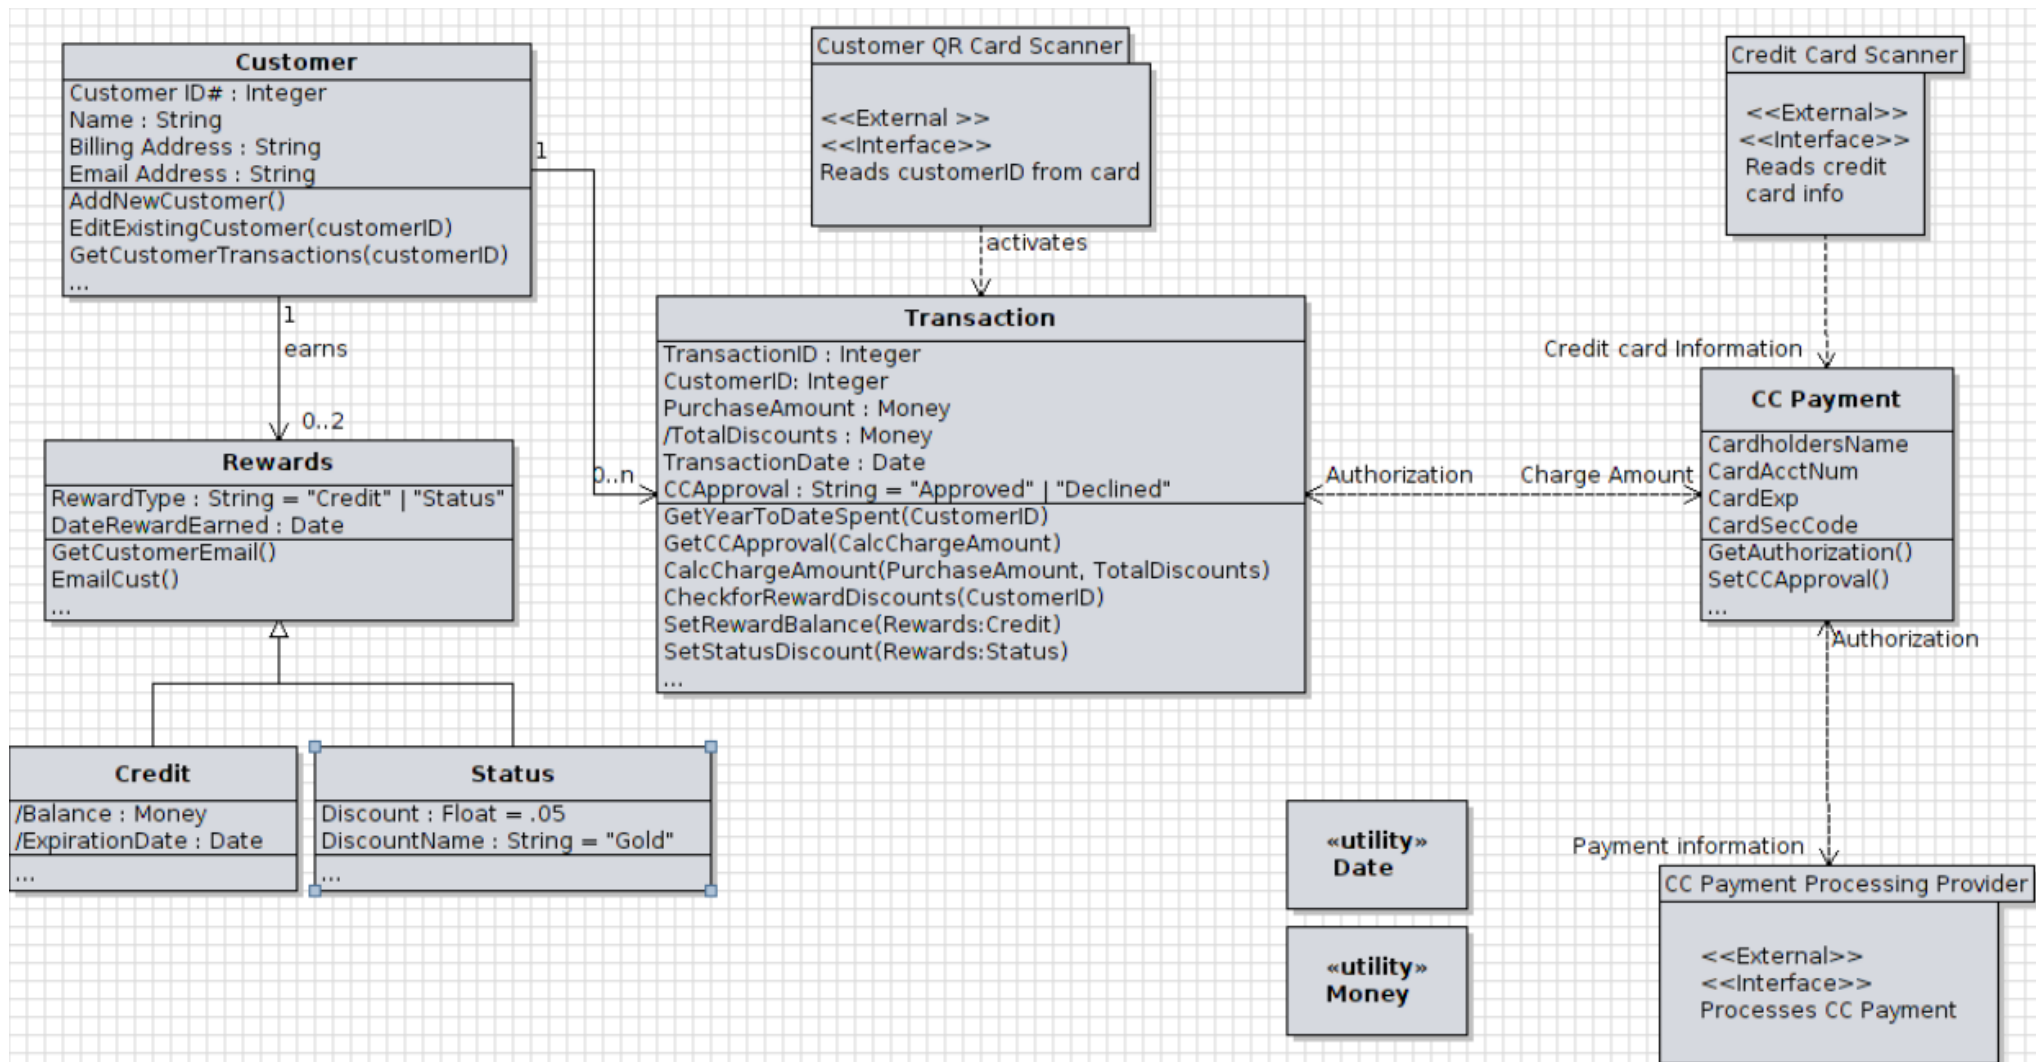 Customer
Customer ID# : Integer
Name : String
Billing Address : String
Email Address : String
AddNewCustomer()
EditExistingCustomer(customerID)
GetCustomerTransactions(customerID)
...
1
1
earns
0..2
0..n
Customer QR Card Scanner
<<External >>
<<Interface>>
Reads customerID from card
activates
Credit Card Scanner
<<External>>
<<Interface>>
Reads credit
card info
Credit card Information
Transaction
TransactionID : Integer
CustomerID: Integer
PurchaseAmount : Money
/TotalDiscounts : Money
TransactionDate : Date
CCApproval : String = "Approved" | "Declined"
GetYearToDateSpent(CustomerID)
GetCCApproval(CalcChargeAmount)
CalcChargeAmount(PurchaseAmount, TotalDiscounts)
CheckforRewardDiscounts(CustomerID)
SetRewardBalance(Rewards:Credit)
SetStatusDiscount(Rewards:Status)
...
Authorization
Charge Amount
CC Payment
CardholdersName
CardAcctNum
CardExp
CardSecCode
GetAuthorization()
SetCCApproval()
...
Authorization
Rewards
RewardType : String = "Credit" | "Status"
DateRewardEarned : Date
GetCustomerEmail()
EmailCust()
...
Credit
/Balance : Money
/ExpirationDate : Date
...
Status
Discount : Float = .05
DiscountName : String = "Gold"
...
«utility»
Date
«utility»
Money
Payment information
CC Payment Processing Provider
<<External>>
<<Interface>>
Processes CC Payment